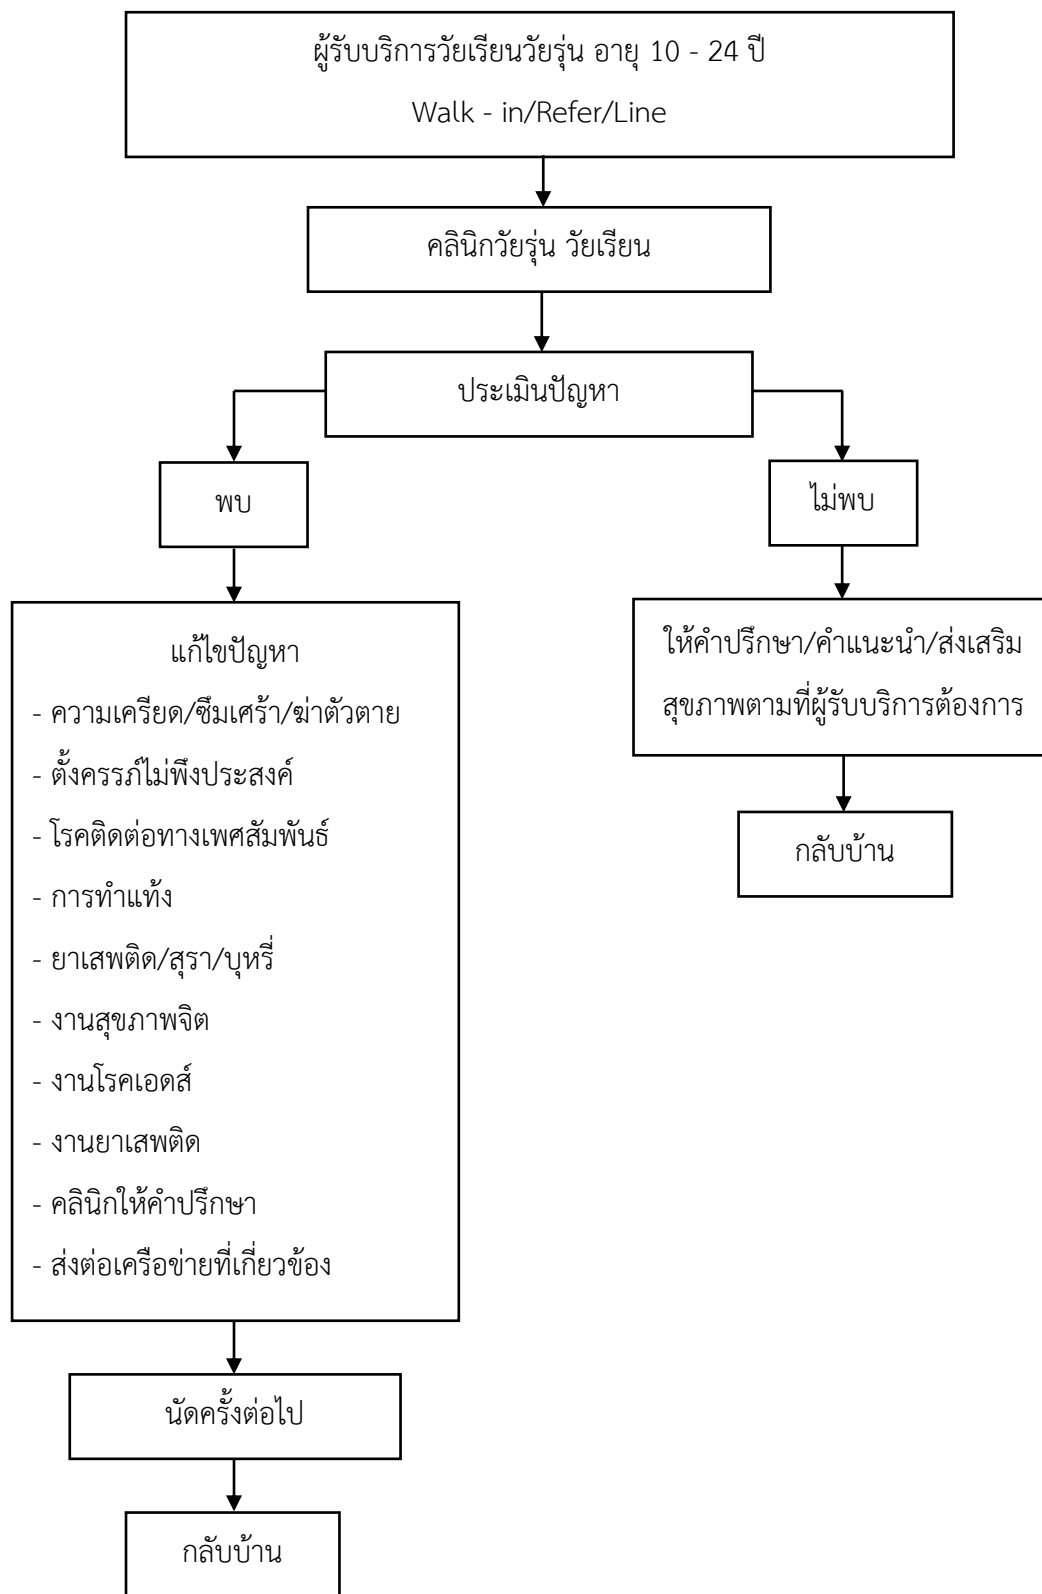 ผู้รับบริการวัยเรียนวัยรุ่น อายุ 10 - 24 ปี
Walk - in/Refer/Line
คลินิกวัยรุ่น วัยเรียน
ประเมินปัญหา
พบ
ไม่พบ
แก้ไขปัญหา
- ความเครียด/ซึมเศร้า/ฆ่าตัวตาย
- ตั้งครรภ์ไม่พึงประสงค์
- โรคติดต่อทางเพศสัมพันธ์
- การทำแท้ง
- ยาเสพติด/สุรา/บุหรี่
- งานสุขภาพจิต
- งานโรคเอดส์
- งานยาเสพติด
- คลินิกให้คำปรึกษา
- ส่งต่อเครือข่ายที่เกี่ยวข้อง
นัดครั้งต่อไป
กลับบ้าน
ให้คำปรึกษา/คำแนะนำ/ส่งเสริม
สุขภาพตามที่ผู้รับบริการต้องการ
กลับบ้าน